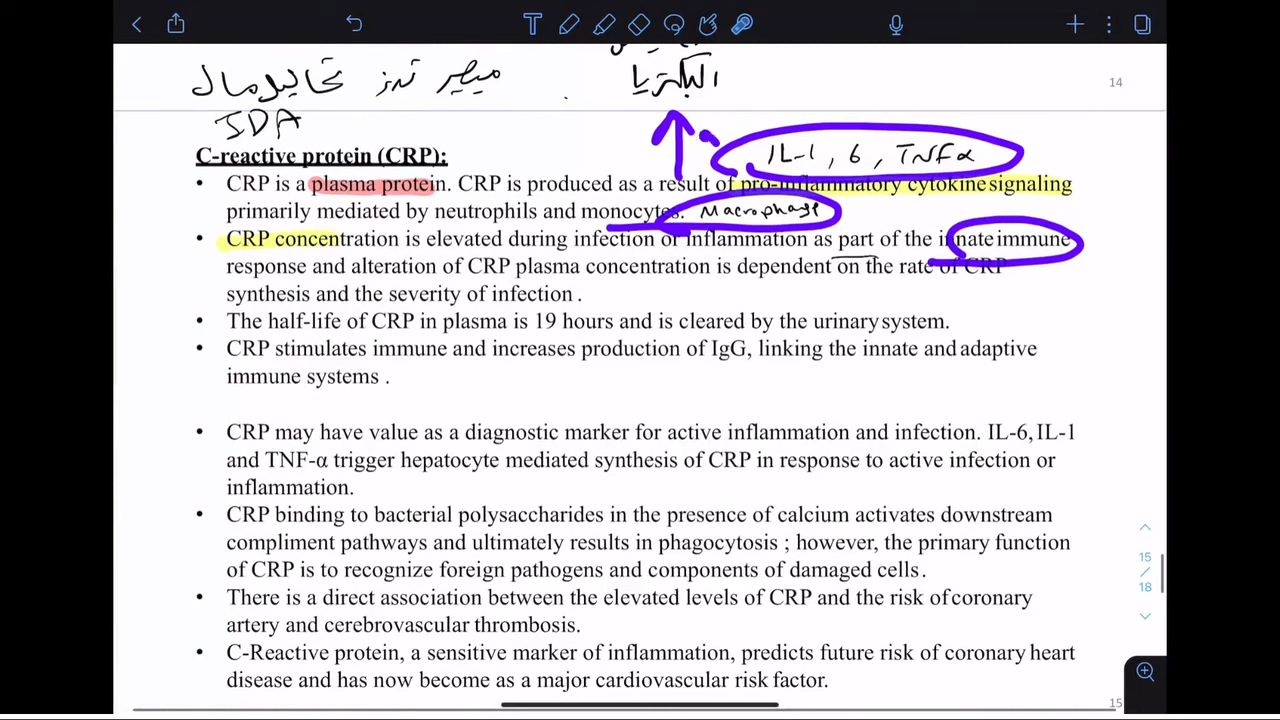 البكتريا
14
ميصير تدز تحاليل مال
IDA
IL-1, 6, TNFα
C-reactive protein (CRP):
• CRP is a plasma protein. CRP is produced as a result of pro-inflammatory cytokine signaling
primarily mediated by neutrophils and monocytes. Macrophage
• CRP concentration is elevated during infection or inflammation as part of the innate immune
response and alteration of CRP plasma concentration is dependent on the rate of CRP
synthesis and the severity of infection .
• The half-life of CRP in plasma is 19 hours and is cleared by the urinary system.
• CRP stimulates immune and increases production of IgG, linking the innate and adaptive
immune systems .
• CRP may have value as a diagnostic marker for active inflammation and infection. IL-6, IL-1
and TNF-α trigger hepatocyte mediated synthesis of CRP in response to active infection or
inflammation.
• CRP binding to bacterial polysaccharides in the presence of calcium activates downstream
compliment pathways and ultimately results in phagocytosis ; however, the primary function
of CRP is to recognize foreign pathogens and components of damaged cells.
• There is a direct association between the elevated levels of CRP and the risk of coronary
artery and cerebrovascular thrombosis.
• C-Reactive protein, a sensitive marker of inflammation, predicts future risk of coronary heart
disease and has now become as a major cardiovascular risk factor.
15
/
18
15